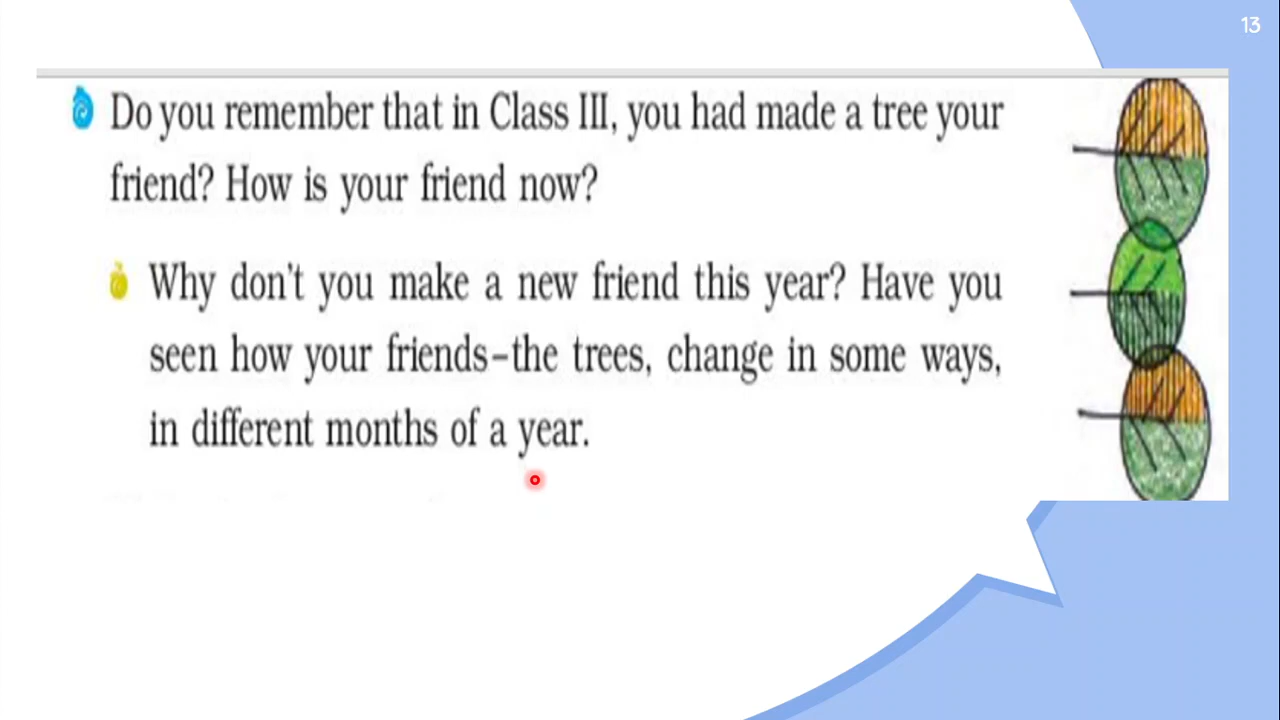 13
Do you remember that in Class III, you had made a tree your
friend? How is your friend now?
Why don't you make a new friend this year? Have you
seen how your friends–the trees, change in some ways,
in different months of a year.